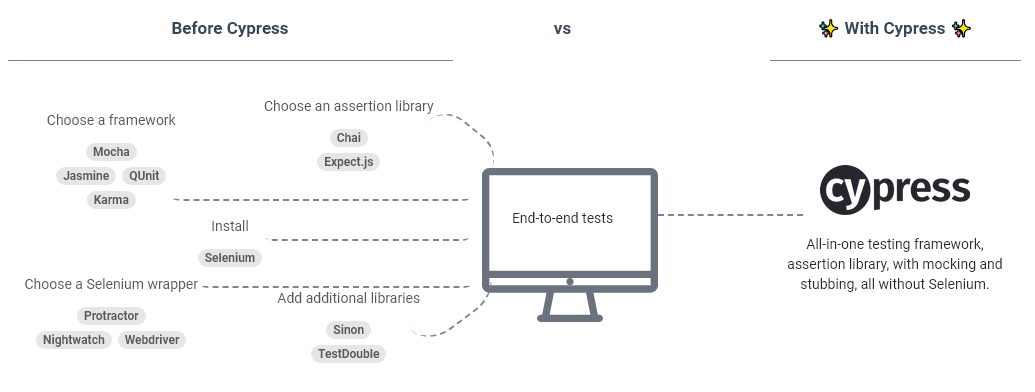 Before Cypress
vs
With Cypress
Choose a framework
Mocha
Jasmine QUnit
Karma
Choose an assertion library
Chai
Expect.js
Install
Selenium
Choose a Selenium wrapper
Protractor
Nightwatch Webdriver
Add additional libraries
Sinon
TestDouble
End-to-end tests
cypress
All-in-one testing framework,
assertion library, with mocking and
stubbing, all without Selenium.